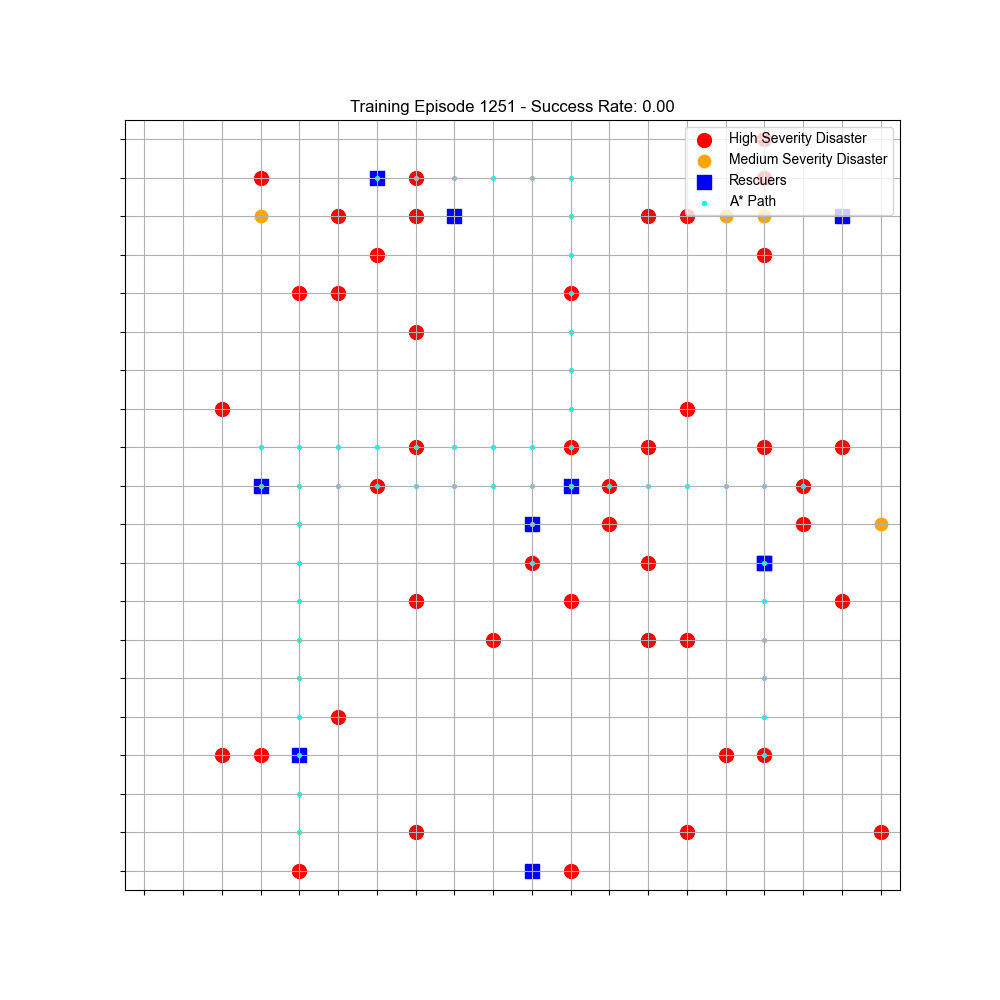 Training Episode 1251 - Success Rate: 0.00
High Severity Disaster
Medium Severity Disaster
Rescuers
A* Path